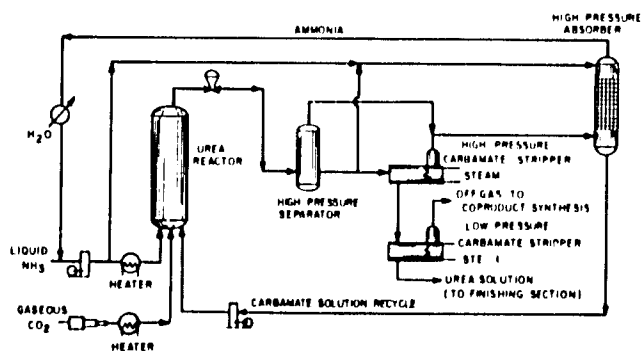 HIGH PRESSURE
ABSORBER
AMMONIA
H2O
UREA
REACTOR
HIGH PRESSURE
SEPARATOR
HIGH PRESSURE
CARBAMATE STRIPPER
STEAM
OFF GAS TO
COPRODUCT SYNTHESIS
LOW PRESSURE
CARBAMATE STRIPPER
LIQUID
NH3
HEATER
UREA SOLUTION
(TO FINISHING SECTION)
CARBAMATE SOLUTION RECYCLE
GASEOUS
CO2
HEATER